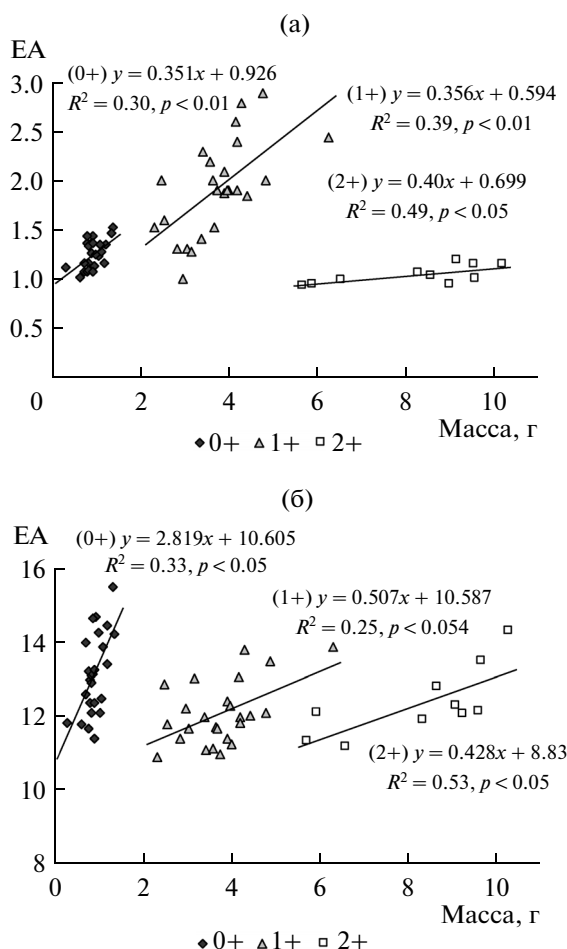 (а)
EA
3.0
2.5
2.0
1.5
1.0
0.5
0
(0+) y = 0.351x + 0.926
R² = 0.30, p < 0.01
(1+) y = 0.356x + 0.594
R² = 0.39, p < 0.01
(2+) y = 0.40x + 0.699
R² = 0.49, p < 0.05
2 4 6 8 10
Масса, г
0+ 1+ 2+
(б)
EA
16
14
12
10
8
(0+) y = 2.819x + 10.605
R² = 0.33, p < 0.05
(1+) y = 0.507x + 10.587
R² = 0.25, p < 0.054
(2+) y = 0.428x + 8.83
R² = 0.53, p < 0.05
0 2 4 6 8 10
Масса, г
0+ 1+ 2+